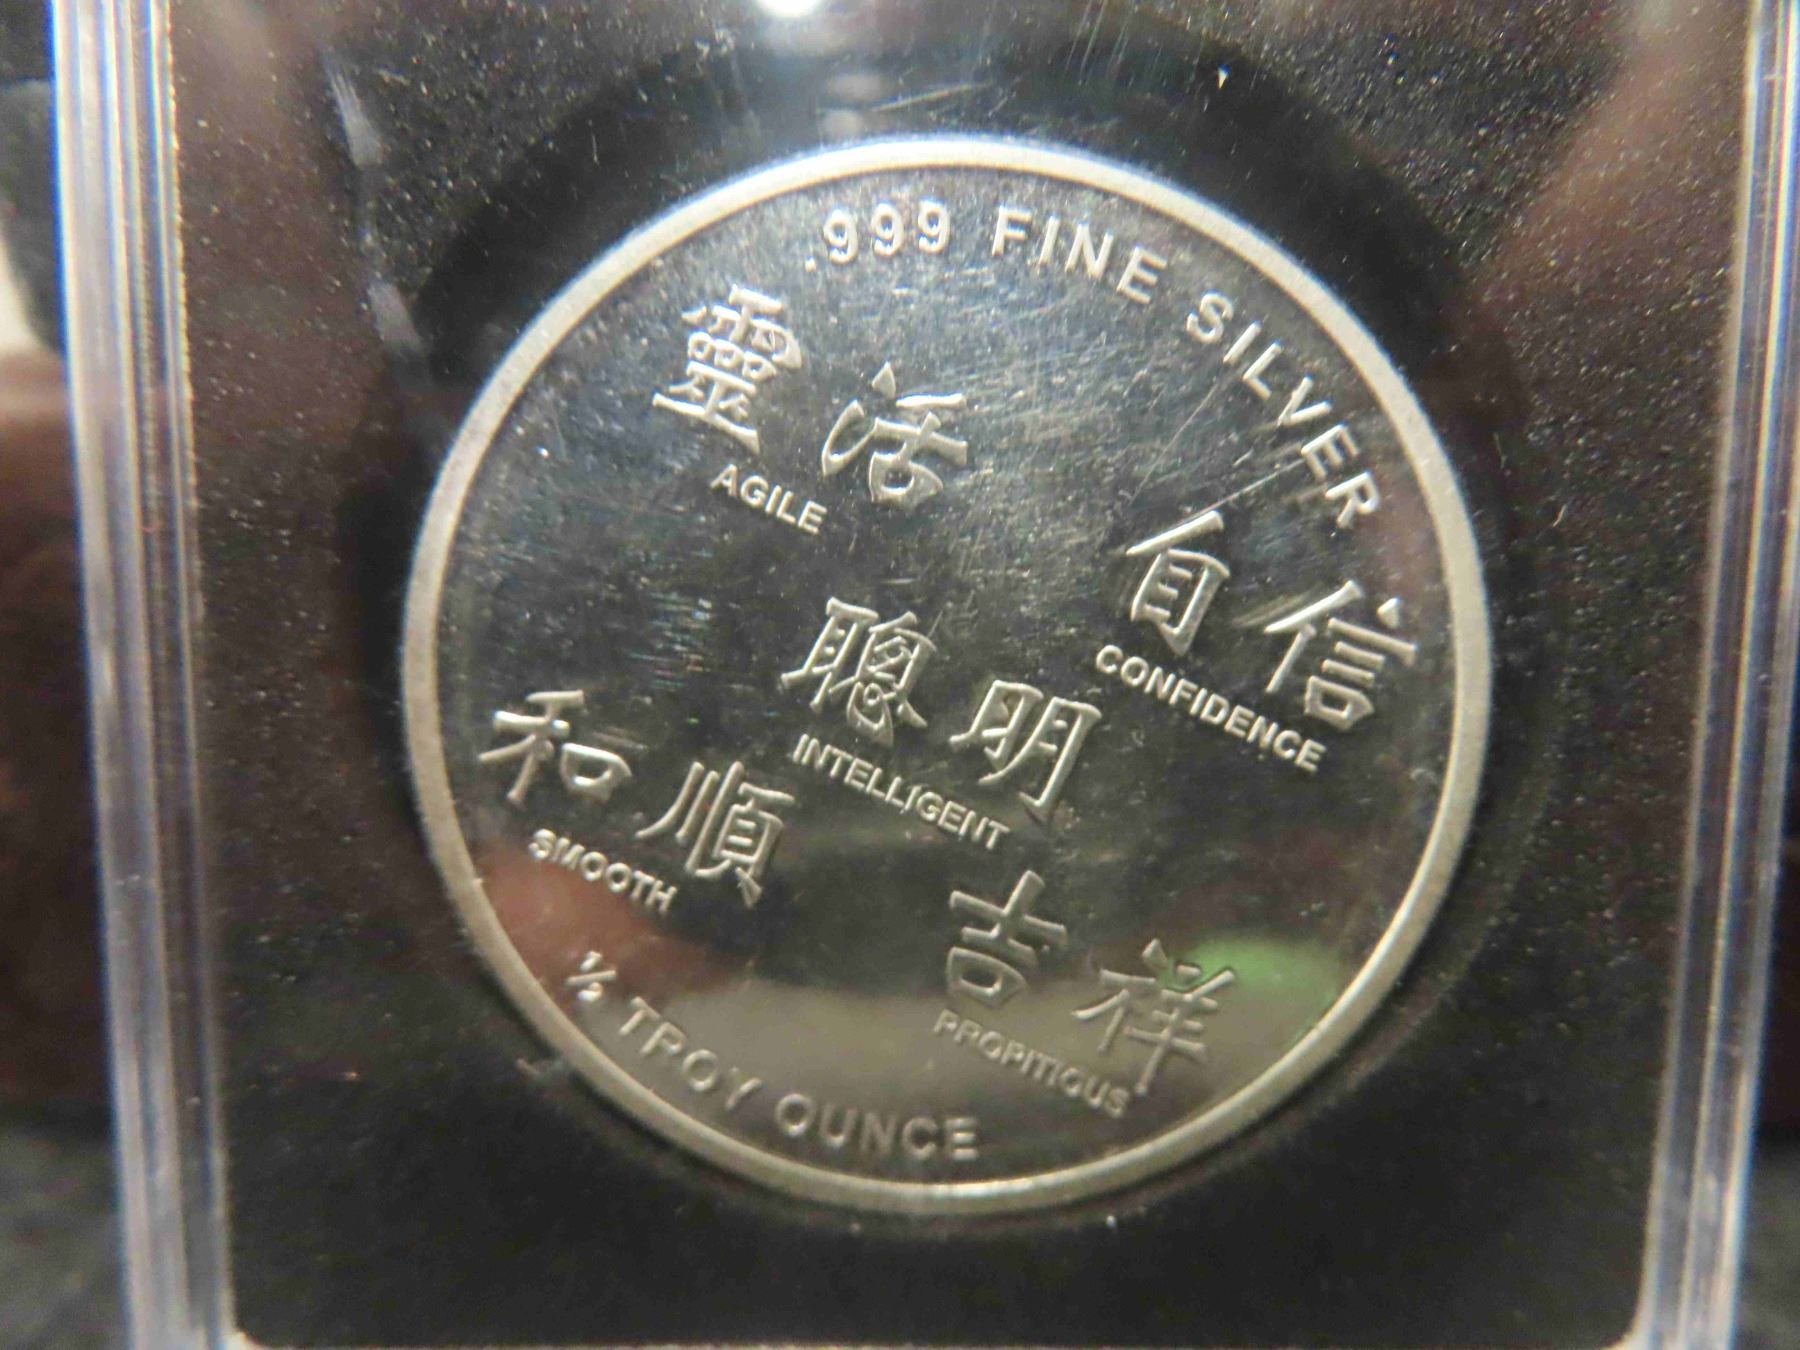 .999 FINE SILVER
靈活
AGILE
自信
CONFIDENCE
聰明
INTELLIGENT
和順
SMOOTH
吉祥
PROPITIOUS
½ TROY OUNCE